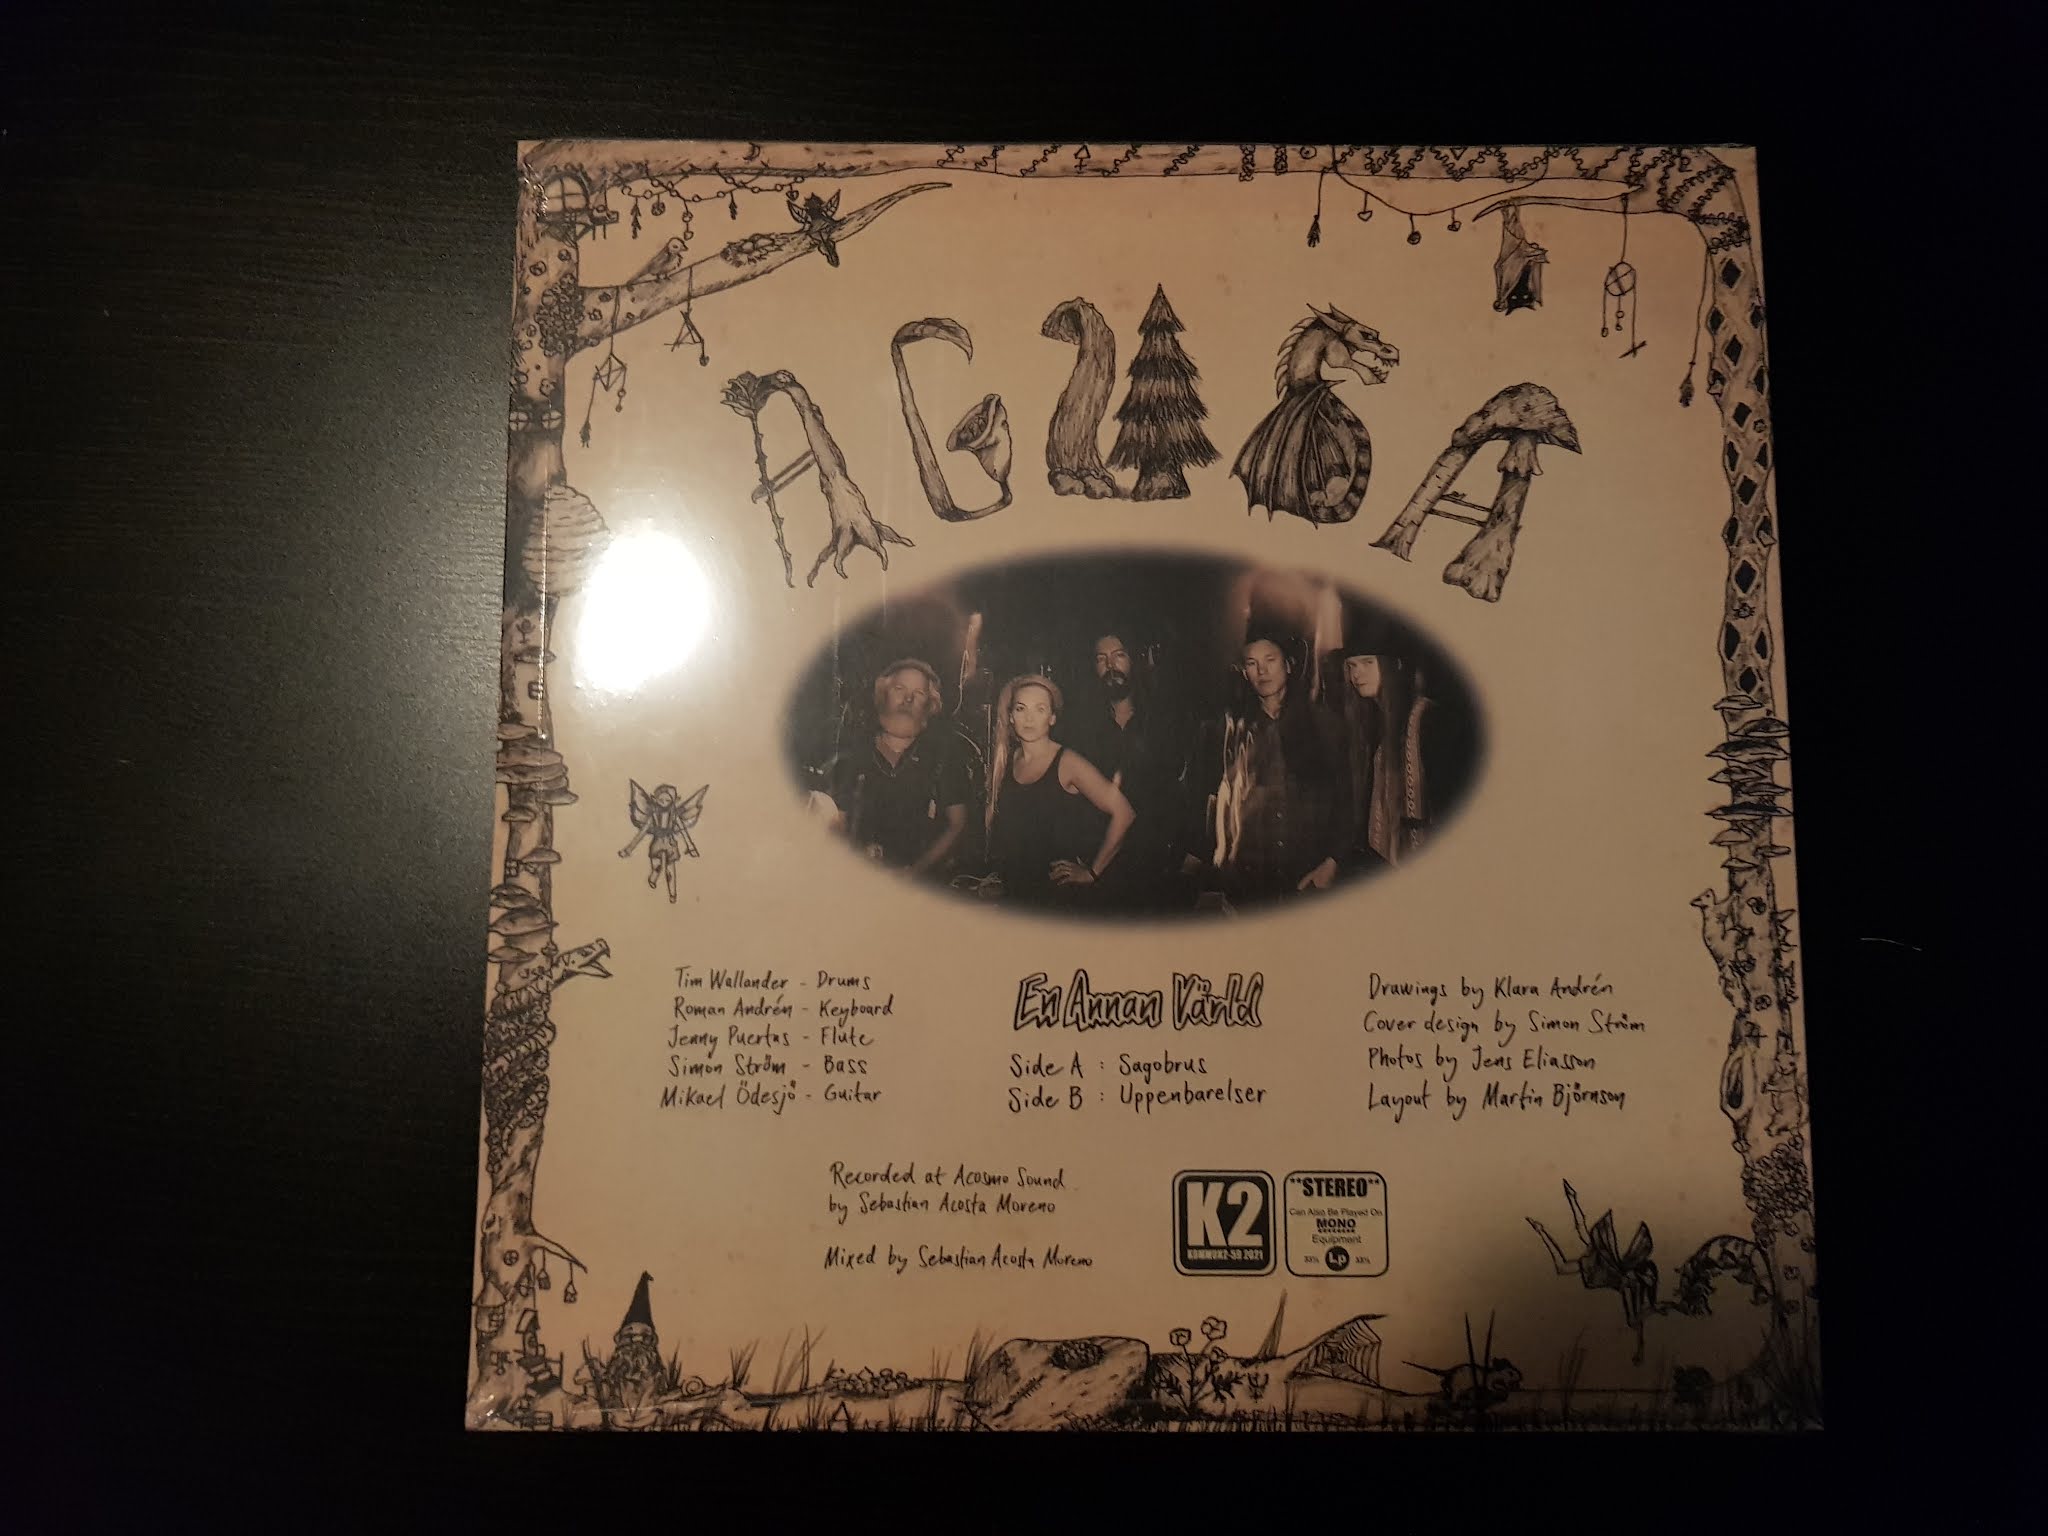 AGUSA
Tim Wallander - Drums
Roman Andrén - Keyboard
Jenny Puertas - Flute
Simon Ström - Bass
Mikael Ödesjö - Guitar
En Annan Värld
Side A : Sagobrus
Side B : Uppenbarelser
Drawings by Klara Andrén
Cover design by Simon Ström
Photos by Jens Eliasson
Layout by Martin Björnson
Recorded at Acosmo Sound
by Sebastian Acosta Moreno
Mixed by Sebastian Acosta Moreno
K2
KOMMUK2-59 2021
"STEREO"
Can Also Be Played On
MONO
Equipment
33⅓ Lp 33⅓